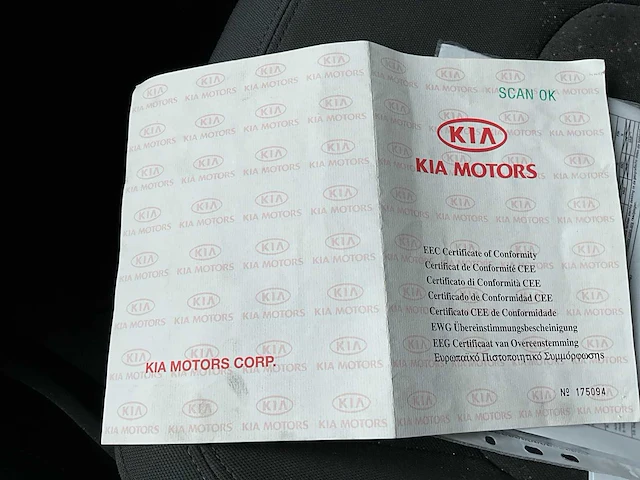 KIA MOTORS CORP.
SCAN OK
KIA
KIA MOTORS
EEC Certificate of Conformity
Certificat de Conformité CEE
Certificato di Conformità CEE
Certificado de Conformidad CEE
Certificato CEE de Conformidade
EWG Übereinstimmungsbescheinigung
EEG Certificaat van Overeenstemming
Ευρωπαϊκό Πιστοποιητικό Συμμόρφωσης
Nº 175094